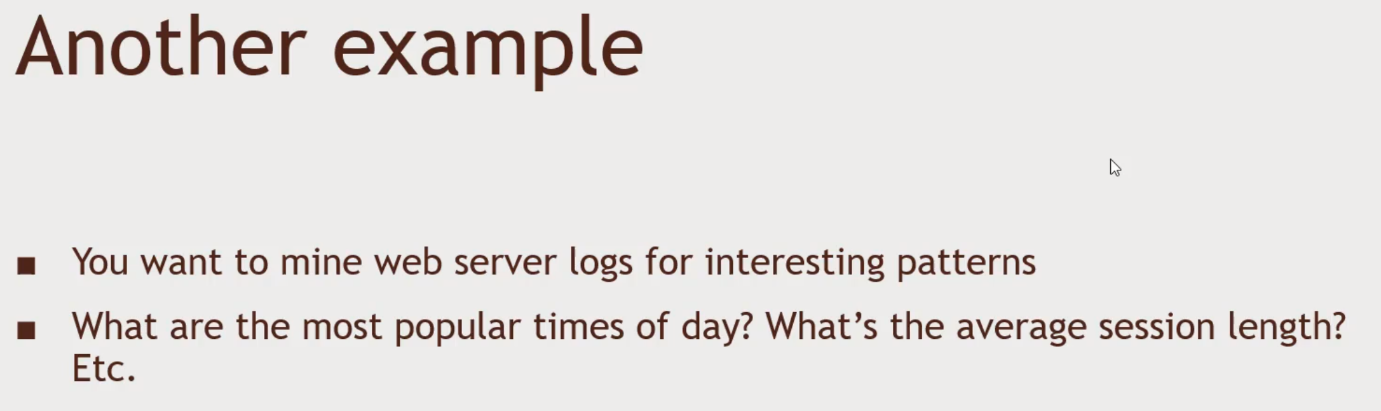 Another example
■ You want to mine web server logs for interesting patterns
■ What are the most popular times of day? What’s the average session length?
Etc.